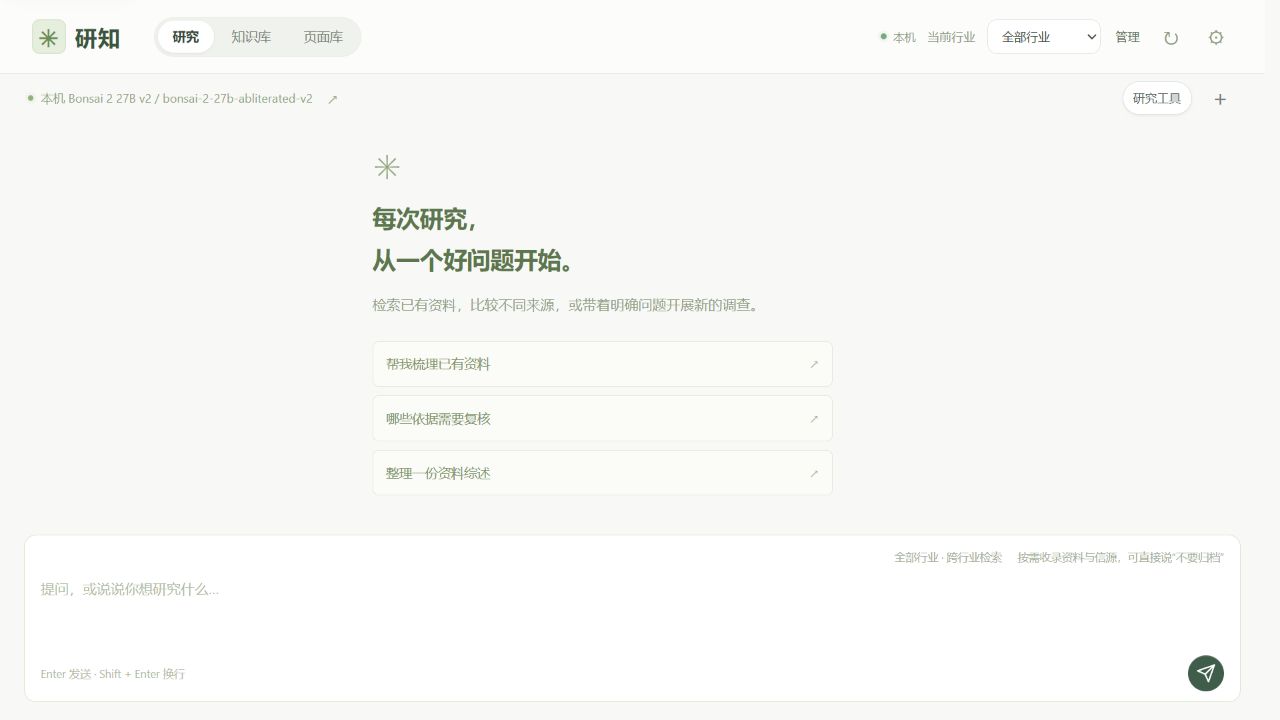 研知
研究 知识库 页面库
本机 当前行业 全部行业 管理
本机 Bonsai 2 27B v2 / bonsai-2-27b-abliterated-v2
研究工具
每次研究，
从一个好问题开始。
检索已有资料，比较不同来源，或带着明确问题开展新的调查。
帮我梳理已有资料
哪些依据需要复核
整理一份资料综述
全部行业 · 跨行业检索 按需收录资料与信源，可直接说“不要归档”
提问，或说说你想研究什么...
Enter 发送 · Shift + Enter 换行